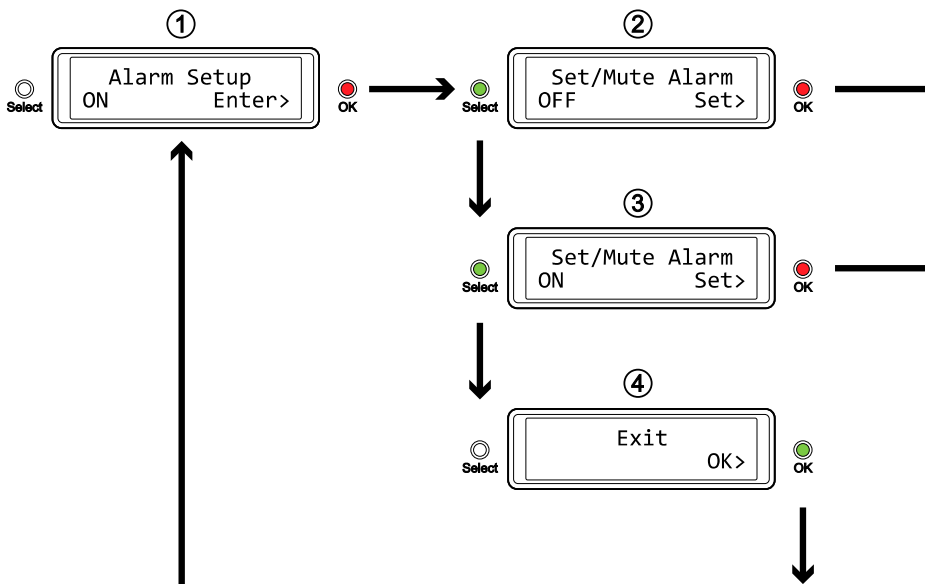 ①
Alarm Setup
ON Enter>
Select
OK
②
Set/Mute Alarm
OFF Set>
Select
OK
③
Set/Mute Alarm
ON Set>
Select
OK
④
Exit
OK>
Select
OK